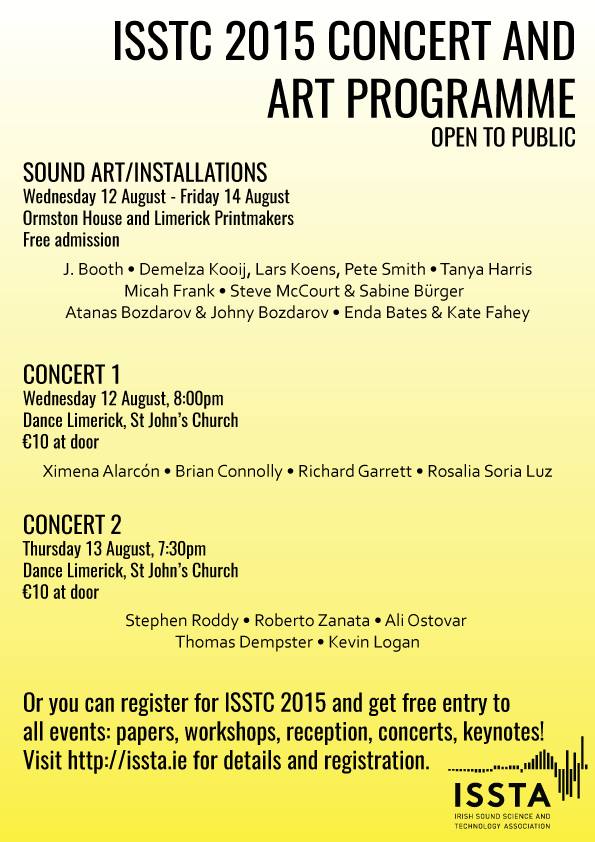 ISSTC 2015 CONCERT AND
ART PROGRAMME
OPEN TO PUBLIC
SOUND ART/INSTALLATIONS
Wednesday 12 August - Friday 14 August
Ormston House and Limerick Printmakers
Free admission
J. Booth • Demelza Kooij, Lars Koens, Pete Smith • Tanya Harris
Micah Frank • Steve McCourt & Sabine Bürger
Atanas Bozdarov & Johny Bozdarov • Enda Bates & Kate Fahey
CONCERT 1
Wednesday 12 August, 8:00pm
Dance Limerick, St John's Church
€10 at door
Ximena Alarcón • Brian Connolly • Richard Garrett • Rosalia Soria Luz
CONCERT 2
Thursday 13 August, 7:30pm
Dance Limerick, St John's Church
€10 at door
Stephen Roddy • Roberto Zanata • Ali Ostovar
Thomas Dempster • Kevin Logan
Or you can register for ISSTC 2015 and get free entry to
all events: papers, workshops, reception, concerts, keynotes!
Visit http://issta.ie for details and registration.
ISSTA
IRISH SOUND SCIENCE AND
TECHNOLOGY ASSOCIATION